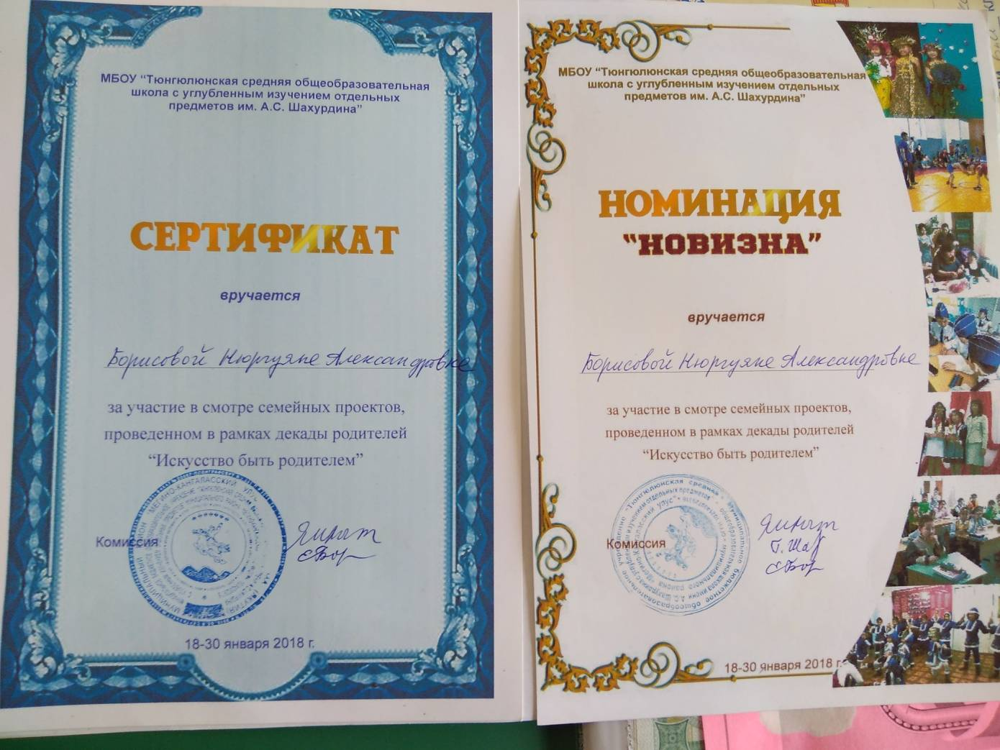 МБОУ “Тюнгюлюнская средняя общеобразовательная
школа с углубленным изучением отдельных
предметов им. А.С. Шахурдина”
СЕРТИФИКАТ
вручается
Борисовой Нюргуяне Александровне
за участие в смотре семейных проектов,
проведенном в рамках декады родителей
“Искусство быть родителем”
Комиссия
18-30 января 2018 г.
МБОУ “Тюнгюлюнская средняя общеобразовательная
школа с углубленным изучением отдельных
предметов им. А.С. Шахурдина”
НОМИНАЦИЯ
“НОВИЗНА”
вручается
Борисовой Нюргуяне Александровне
за участие в смотре семейных проектов,
проведенном в рамках декады родителей
“Искусство быть родителем”
Комиссия
18-30 января 2018 г.